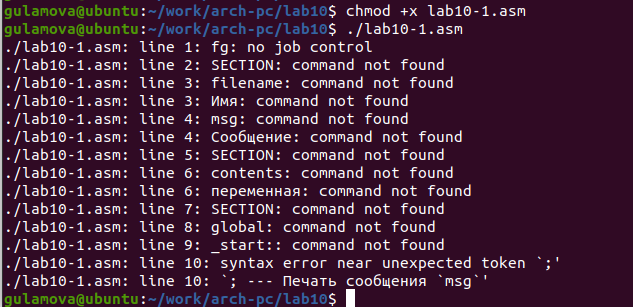 gulamova@ubuntu:~/work/arch-pc/lab10$ chmod +x lab10-1.asm
gulamova@ubuntu:~/work/arch-pc/lab10$ ./lab10-1.asm
./lab10-1.asm: line 1: fg: no job control
./lab10-1.asm: line 2: SECTION: command not found
./lab10-1.asm: line 3: filename: command not found
./lab10-1.asm: line 3: Имя: command not found
./lab10-1.asm: line 4: msg: command not found
./lab10-1.asm: line 4: Сообщение: command not found
./lab10-1.asm: line 5: SECTION: command not found
./lab10-1.asm: line 6: contents: command not found
./lab10-1.asm: line 6: переменная: command not found
./lab10-1.asm: line 7: SECTION: command not found
./lab10-1.asm: line 8: global: command not found
./lab10-1.asm: line 9: _start:: command not found
./lab10-1.asm: line 10: syntax error near unexpected token `;'
./lab10-1.asm: line 10: `; --- Печать сообщения `msg`'
gulamova@ubuntu:~/work/arch-pc/lab10$